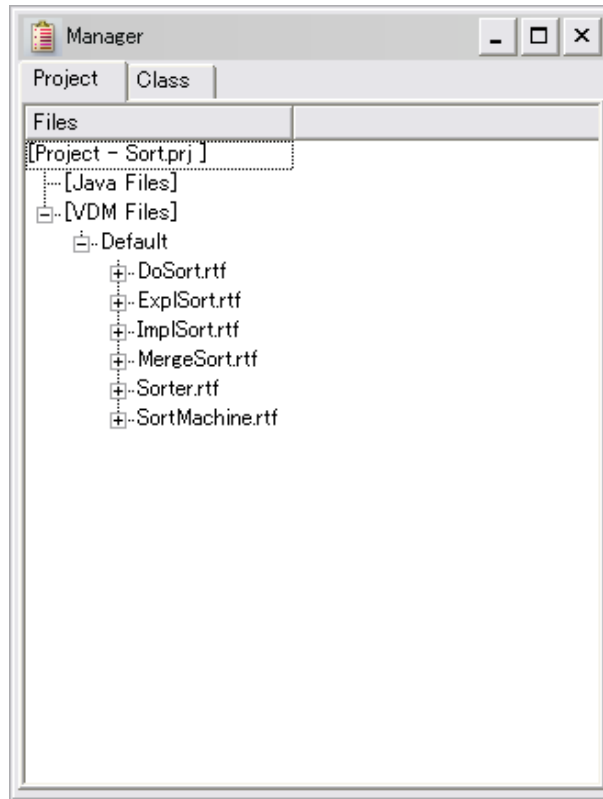 Manager
Project Class
Files
[Project - Sort.prj ]
[Java Files]
[VDM Files]
Default
DoSort.rtf
ExplSort.rtf
ImplSort.rtf
MergeSort.rtf
Sorter.rtf
SortMachine.rtf